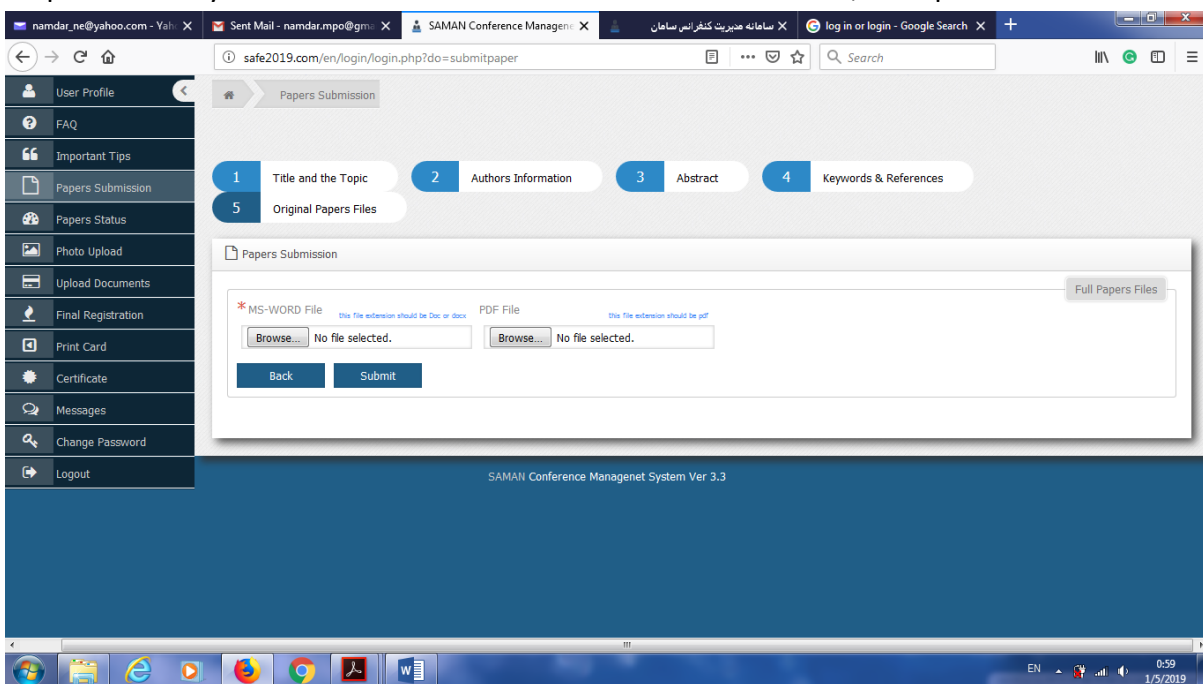 namdar_ne@yahoo.com - Yah
Sent Mail - namdar.mpo@gma
SAMAN Conference Managene
سامانه مدیریت کنفرانس سامان
log in or login - Google Search
safe2019.com/en/login/login.php?do=submitpaper
Search
User Profile
Papers Submission
FAQ
Important Tips
1 Title and the Topic
2 Authors Information
3 Abstract
4 Keywords & References
Papers Submission
5 Original Papers Files
Papers Status
Photo Upload
Papers Submission
Upload Documents
Full Papers Files
Final Registration
*MS-WORD File this file extension should be Doc or docx
PDF File this file extension should be pdf
Browse... No file selected.
Browse... No file selected.
Print Card
Certificate
Back Submit
Messages
Change Password
Logout
SAMAN Conference Managenet System Ver 3.3
EN
0:59
1/5/2019